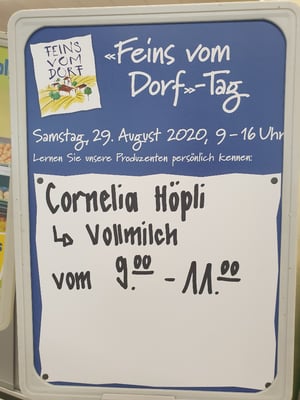 FEINS
VOM
DORF
«Feins vom
Dorf»-Tag
Samstag, 29. August 2020, 9-16 Uhr
Lernen Sie unsere Produzenten persönlich kennen:
Cornelia Höpli
↳ Vollmilch
vom 9.00 - 11.00